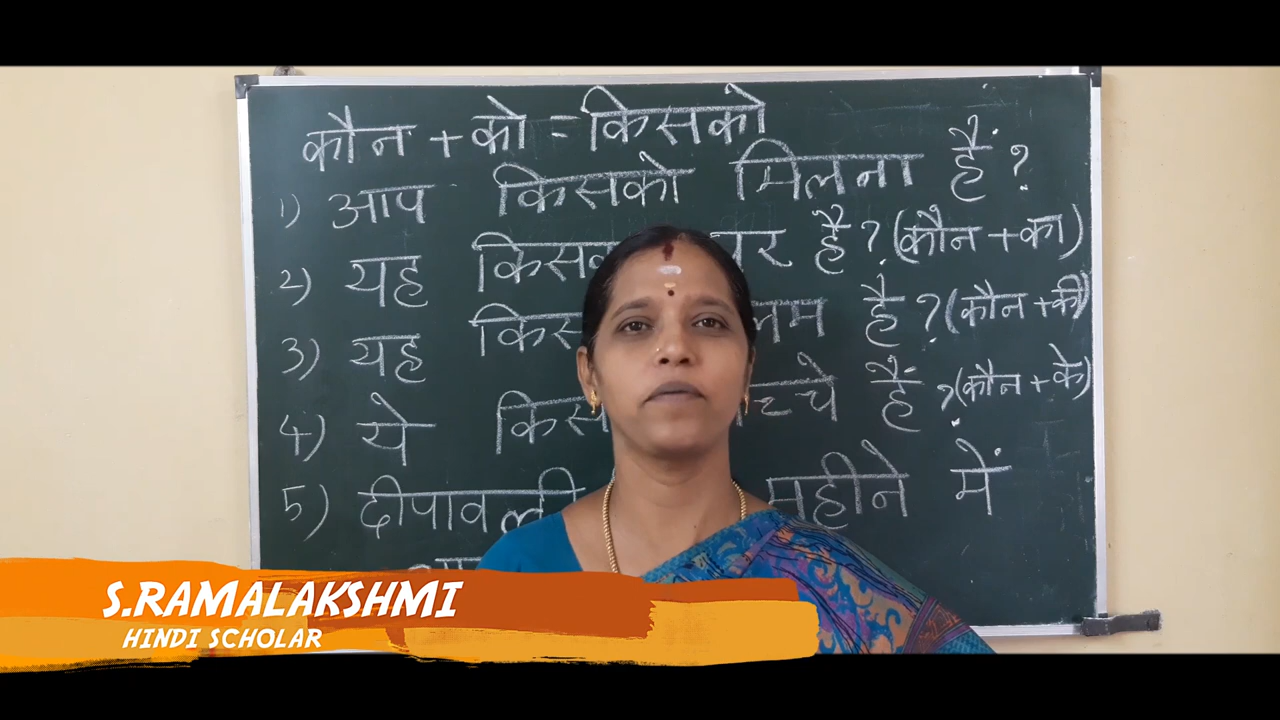 कौन + को = किसको
1) आप किसको मिलना है?
2) यह है? (कौन + का)
3) यह है? (कौन + की)
4) ये हैं? (कौन + के)
5) दीपावली महीने में
S.RAMALAKSHMI
HINDI SCHOLAR